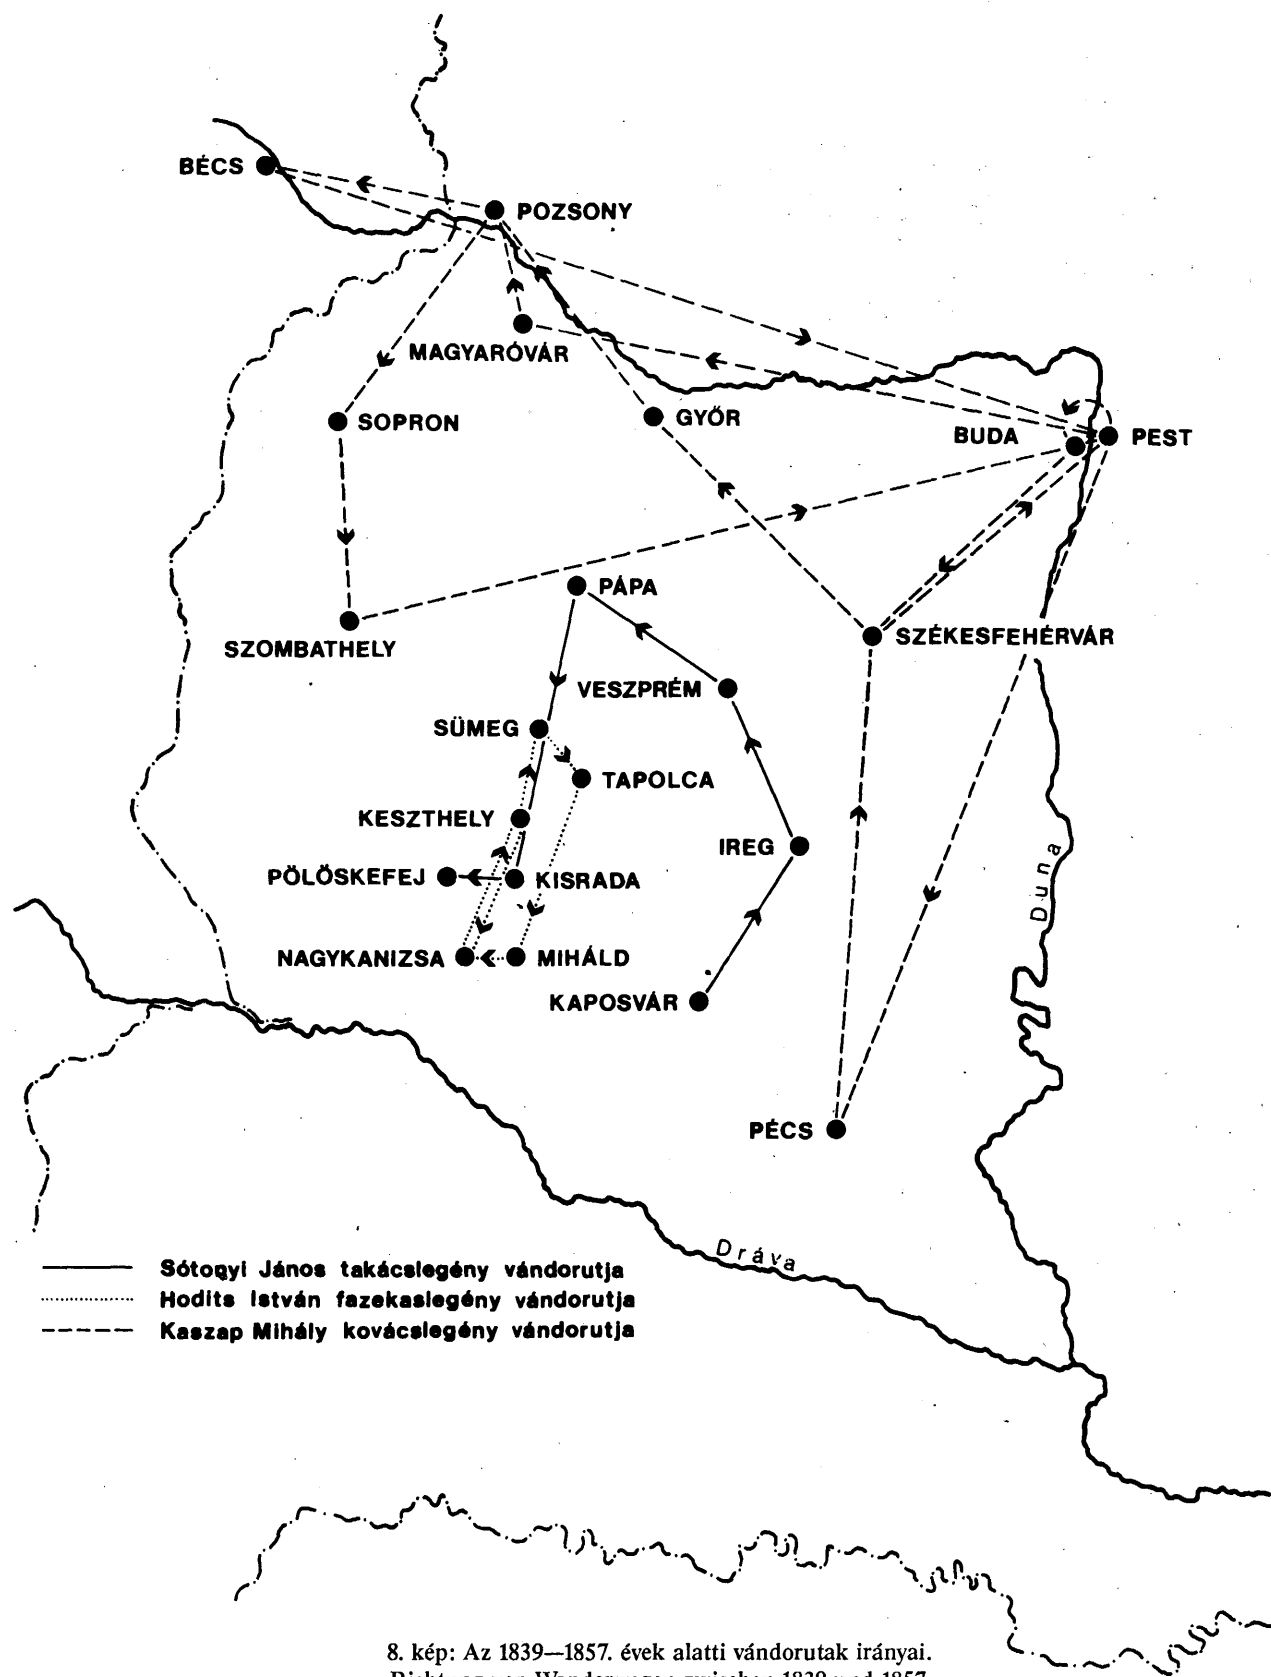 BÉCS
POZSONY
MAGYARÓVÁR
SOPRON
GYŐR
BUDA
PEST
PÁPA
SZÉKESFEHÉRVÁR
SZOMBATHELY
VESZPRÉM
SÜMEG
TAPOLCA
KESZTHELY
IREG
PÖLÖSKEFEJ
KISRADA
Duna
NAGYKANIZSA
MIHÁLD
KAPOSVÁR
PÉCS
Dráva
Sótonyi János takácslegény vándorutja
Hodits István fazekaslegény vándorutja
Kaszap Mihály kovácslegény vándorutja
8. kép: Az 1839—1857. évek alatti vándorutak irányai.